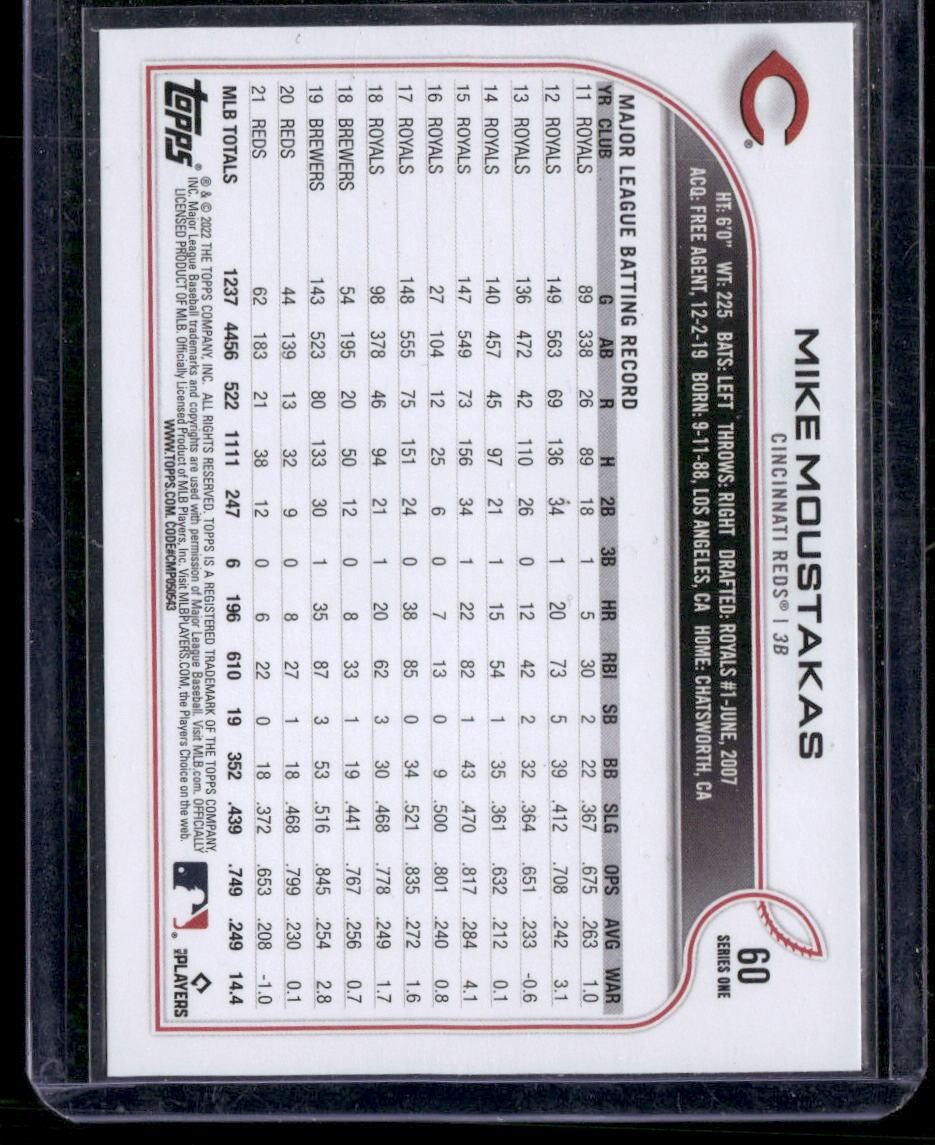 MIKE MOUSTAKAS
CINCINNATI REDS® | 3B
60
SERIES ONE
HT: 6'0" WT: 225 BATS: LEFT THROWS: RIGHT DRAFTED: ROYALS #1-JUNE, 2007
ACQ: FREE AGENT, 12-2-19 BORN: 9-11-88, LOS ANGELES, CA HOME: CHATSWORTH, CA
MAJOR LEAGUE BATTING RECORD
YR CLUB G AB R H 2B 3B HR RBI SB BB SLG OPS AVG WAR
11 ROYALS 89 338 26 89 18 1 5 30 2 22 .367 .675 .263 1.0
12 ROYALS 149 563 69 136 34 1 20 73 5 39 .412 .708 .242 3.1
13 ROYALS 136 472 42 110 26 0 12 42 2 32 .364 .651 .233 -0.6
14 ROYALS 140 457 45 97 21 1 15 54 1 35 .361 .632 .212 0.1
15 ROYALS 147 549 73 156 34 1 22 82 1 43 .470 .817 .284 4.1
16 ROYALS 27 104 12 25 6 0 7 13 0 9 .500 .801 .240 0.8
17 ROYALS 148 555 75 151 24 0 38 85 0 34 .521 .835 .272 1.6
18 ROYALS 98 378 46 94 21 1 20 62 3 30 .468 .778 .249 1.7
18 BREWERS 54 195 20 50 12 0 8 33 1 19 .441 .767 .256 0.7
19 BREWERS 143 523 80 133 30 1 35 87 3 53 .516 .845 .254 2.8
20 REDS 44 139 13 32 9 0 8 27 1 18 .468 .799 .230 0.1
21 REDS 62 183 21 38 12 0 6 22 0 18 .372 .653 .208 -1.0
MLB TOTALS 1237 4456 522 1111 247 6 196 610 19 352 .439 .749 .249 14.4
topps®
® & © 2022 THE TOPPS COMPANY, INC. ALL RIGHTS RESERVED. TOPPS IS A REGISTERED TRADEMARK OF THE TOPPS COMPANY,
INC. Major League Baseball trademarks and copyrights are used with permission of Major League Baseball. Visit MLB.com. OFFICIALLY
LICENSED PRODUCT OF MLB. Officially Licensed Product of MLB Players, Inc. Visit MLBPLAYERS.COM, the Players Choice on the web.
WWW.TOPPS.COM. CODE#CMP050543
MLB PLAYERS